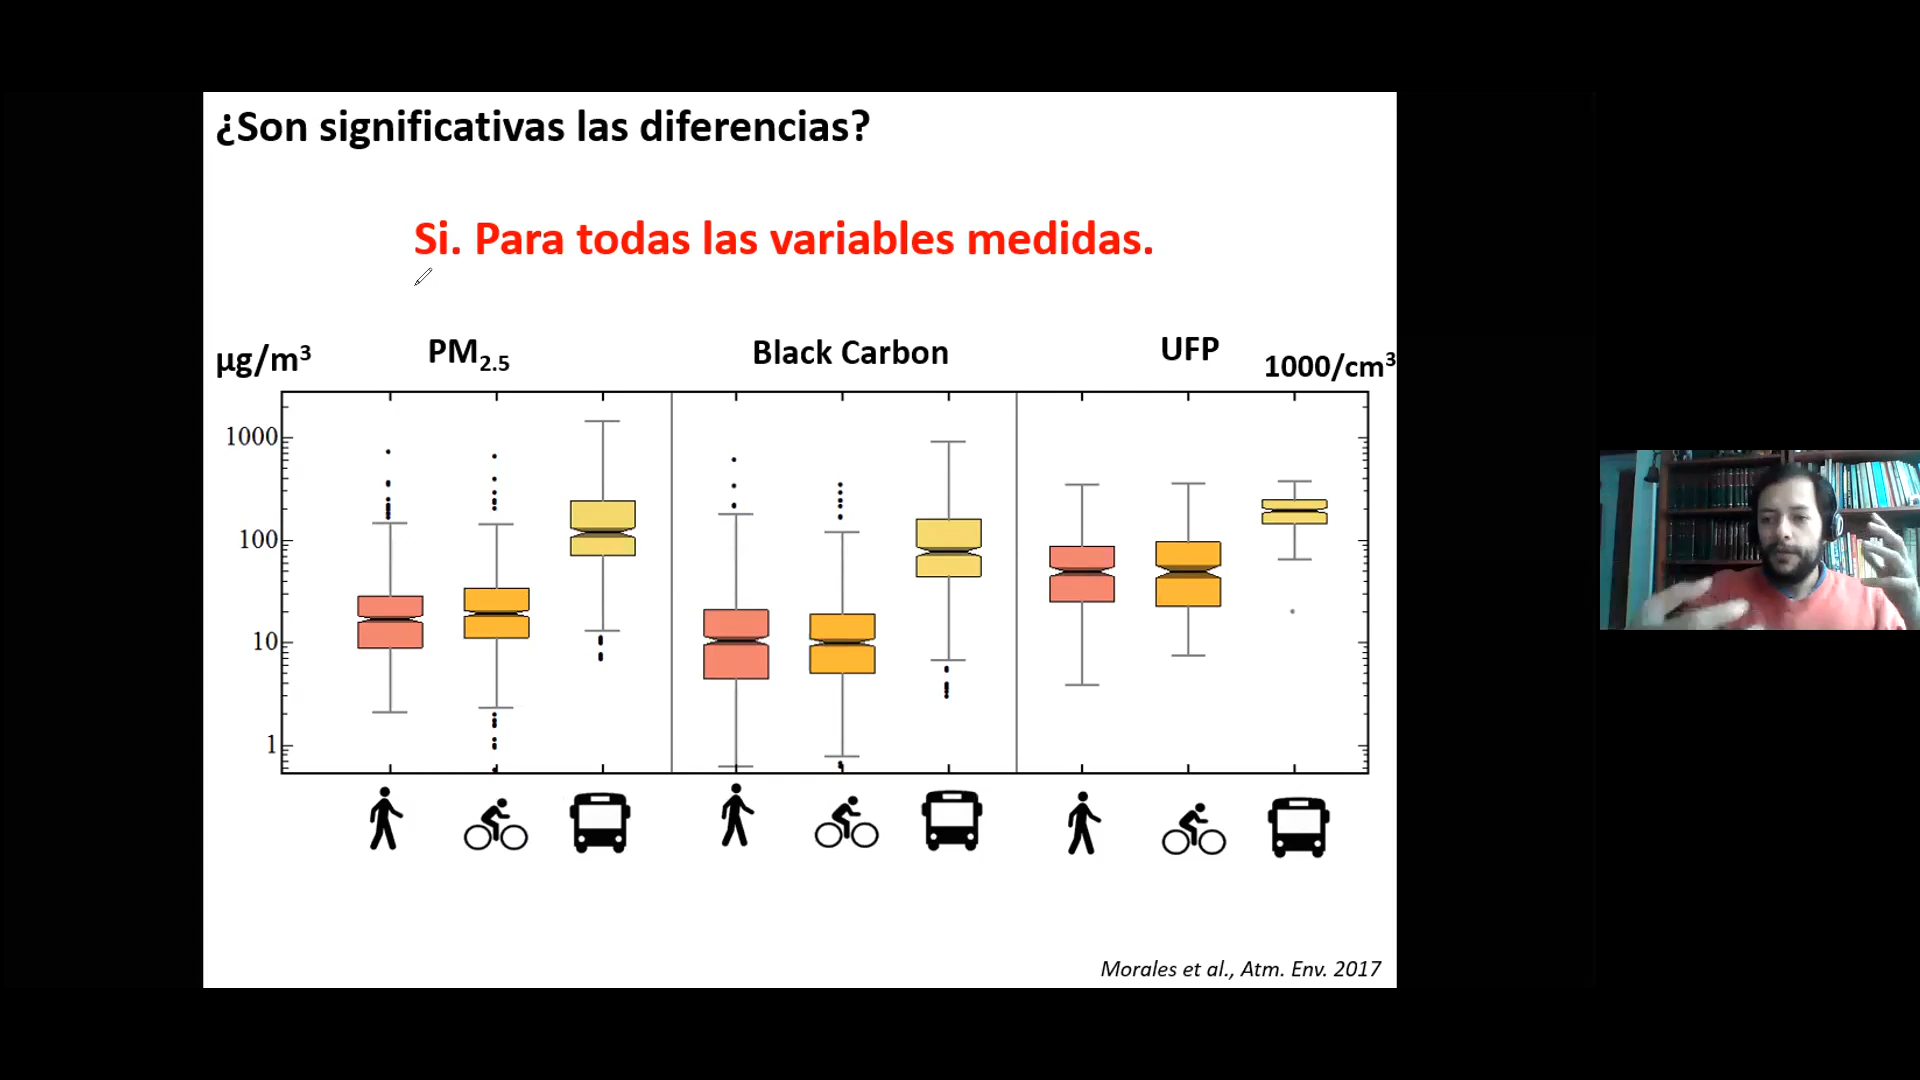 ¿Son significativas las diferencias?
Si. Para todas las variables medidas.
µg/m³ PM₂.₅ Black Carbon UFP 1000/cm³
1000
100
10
1
Morales et al., Atm. Env. 2017